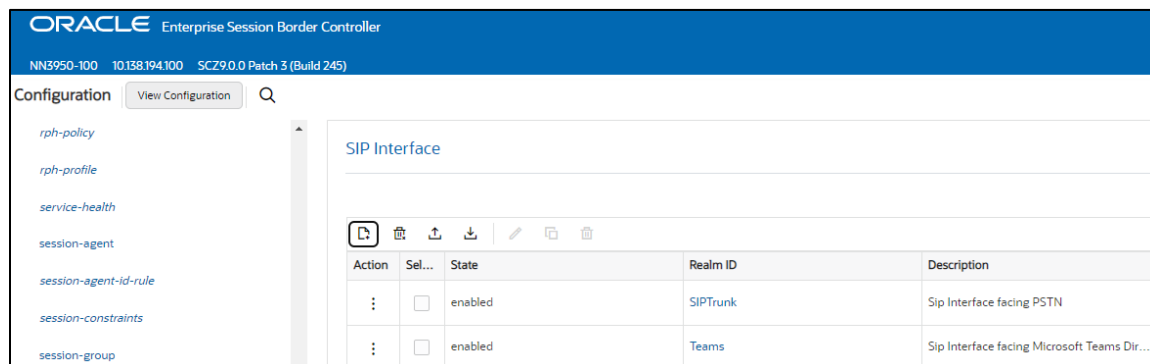 ORACLE Enterprise Session Border Controller
NN3950-100 10.138.194.100 SCZ9.0.0 Patch 3 (Build 245)
Configuration View Configuration
rph-policy
rph-profile
service-health
session-agent
session-agent-id-rule
session-constraints
session-group
SIP Interface
Action Sel... State Realm ID Description
enabled SIPTrunk Sip Interface facing PSTN
enabled Teams Sip Interface facing Microsoft Teams Dir...